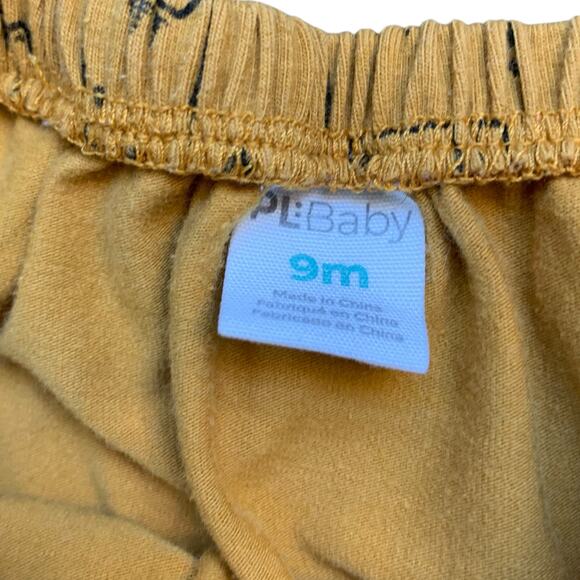 PL:Baby
9m
Made in China
Fabriqué en Chine
Fabricado en China